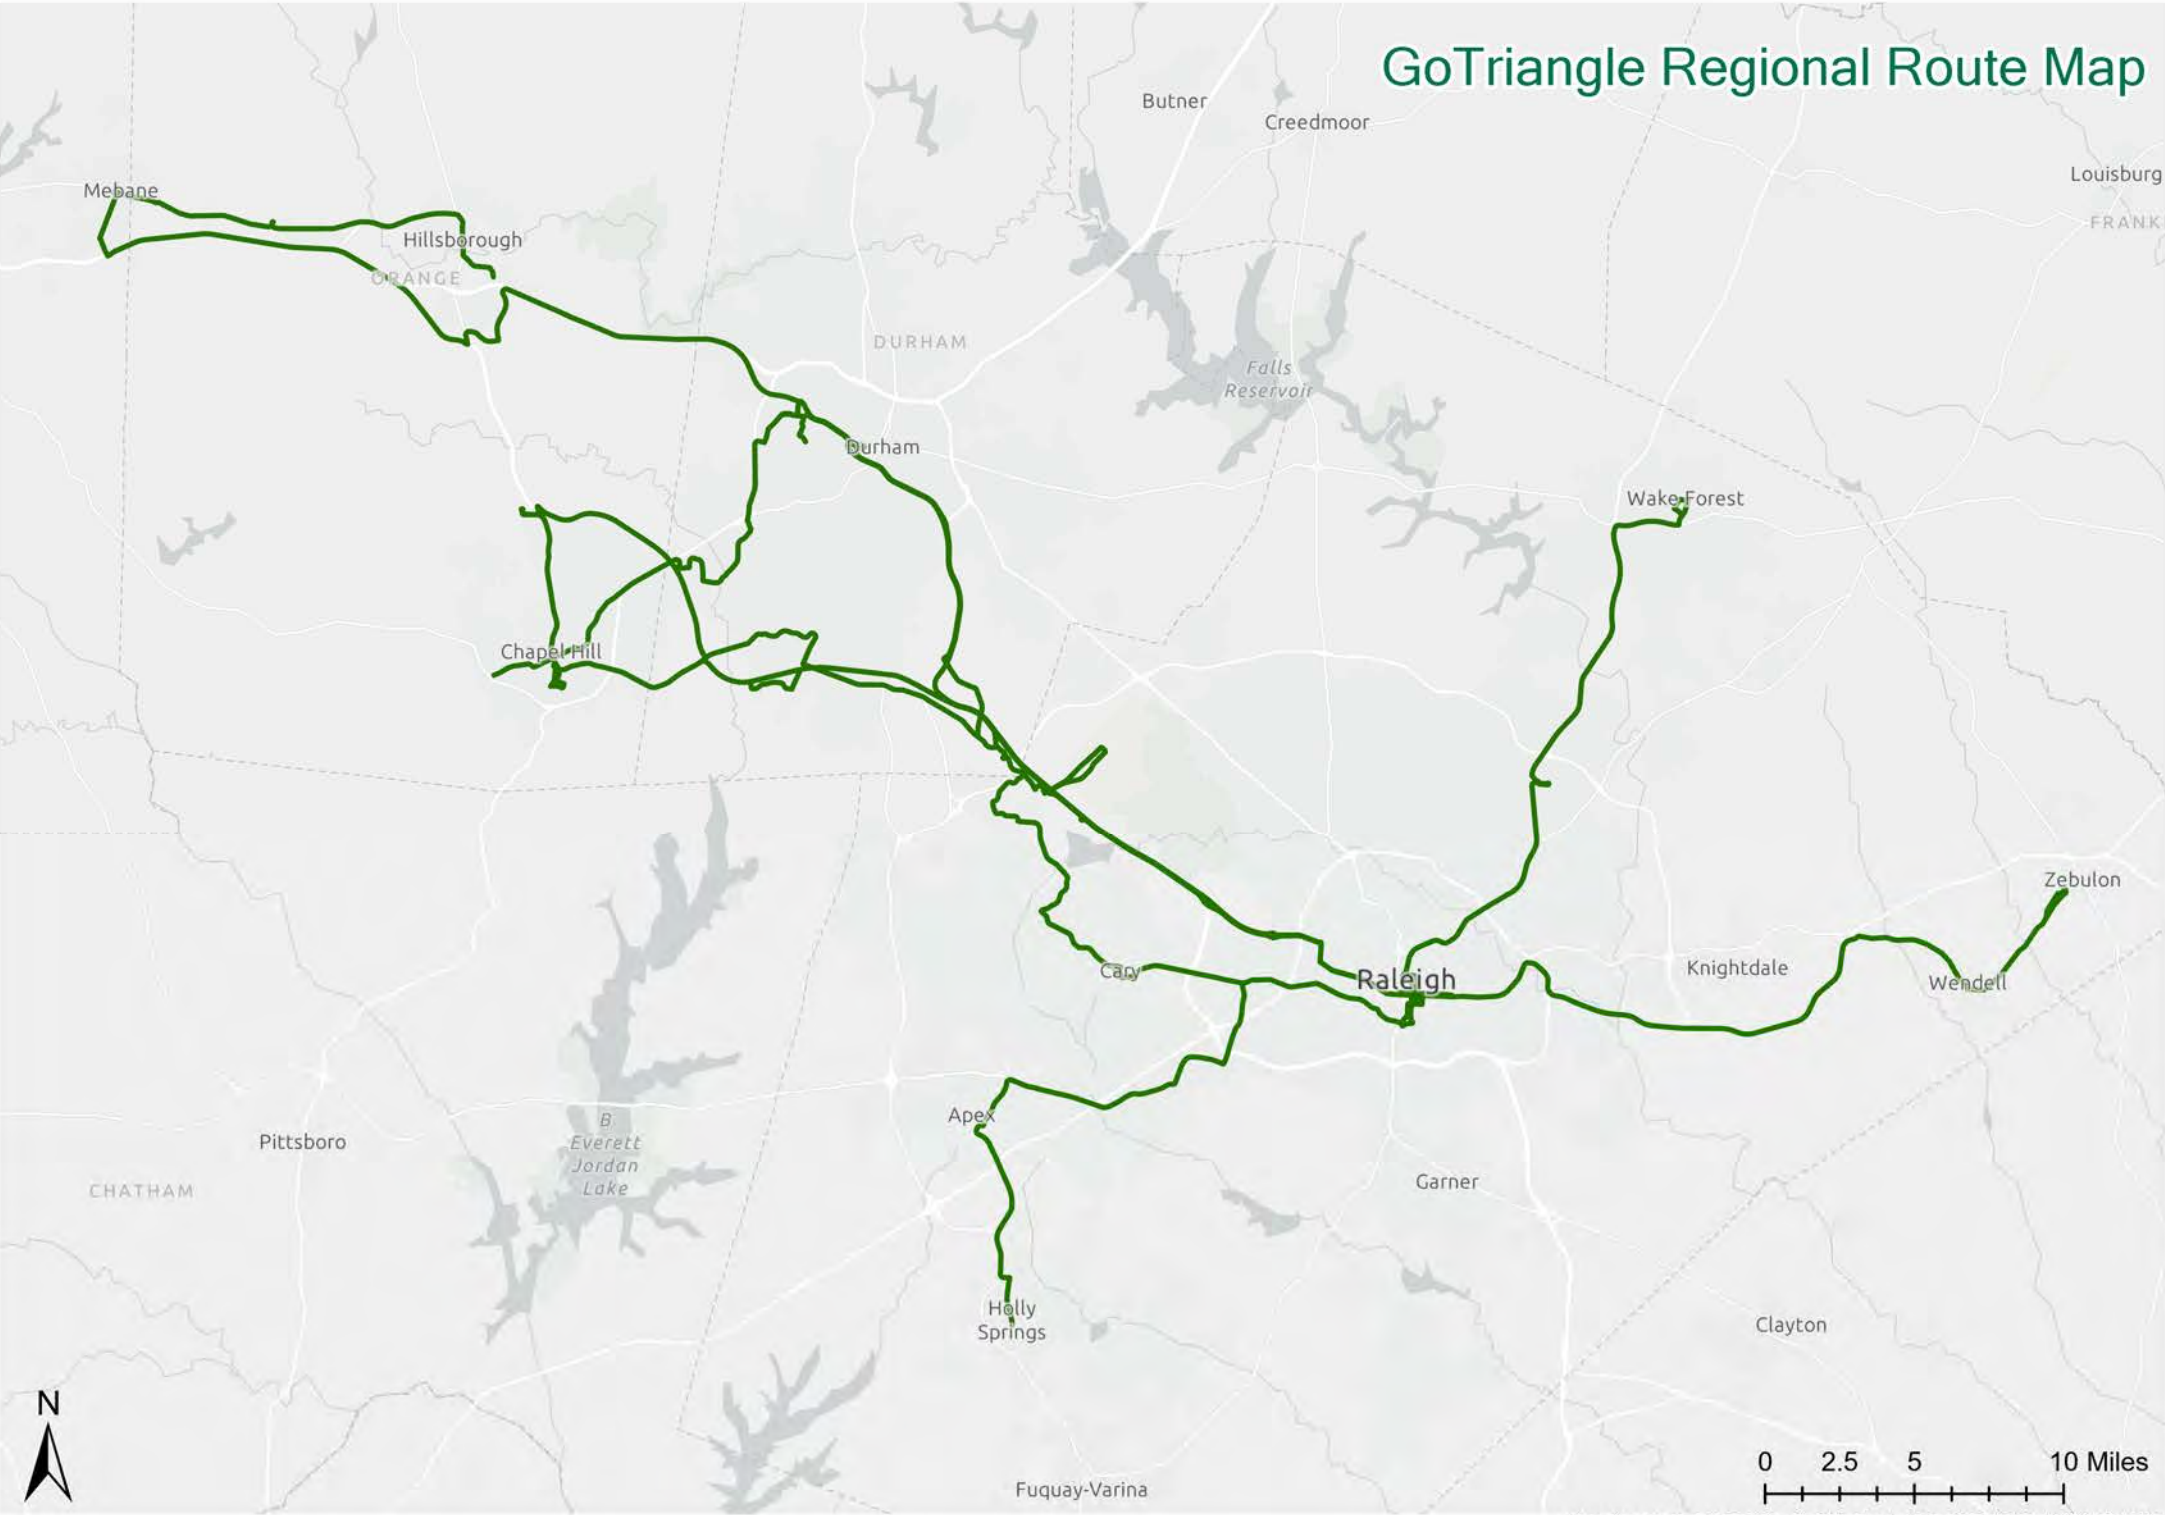 GoTriangle Regional Route Map
Butner
Creedmoor
Louisburg
Mebane
FRANK
Hillsborough
ORANGE
DURHAM
Falls
Reservoir
Durham
Wake Forest
Chapel Hill
Zebulon
Cary
Raleigh
Knightdale
Wendell
Apex
B
Everett
Jordan
Lake
Pittsboro
CHATHAM
Garner
Holly
Springs
Clayton
N
0 2.5 5 10 Miles
Fuquay-Varina